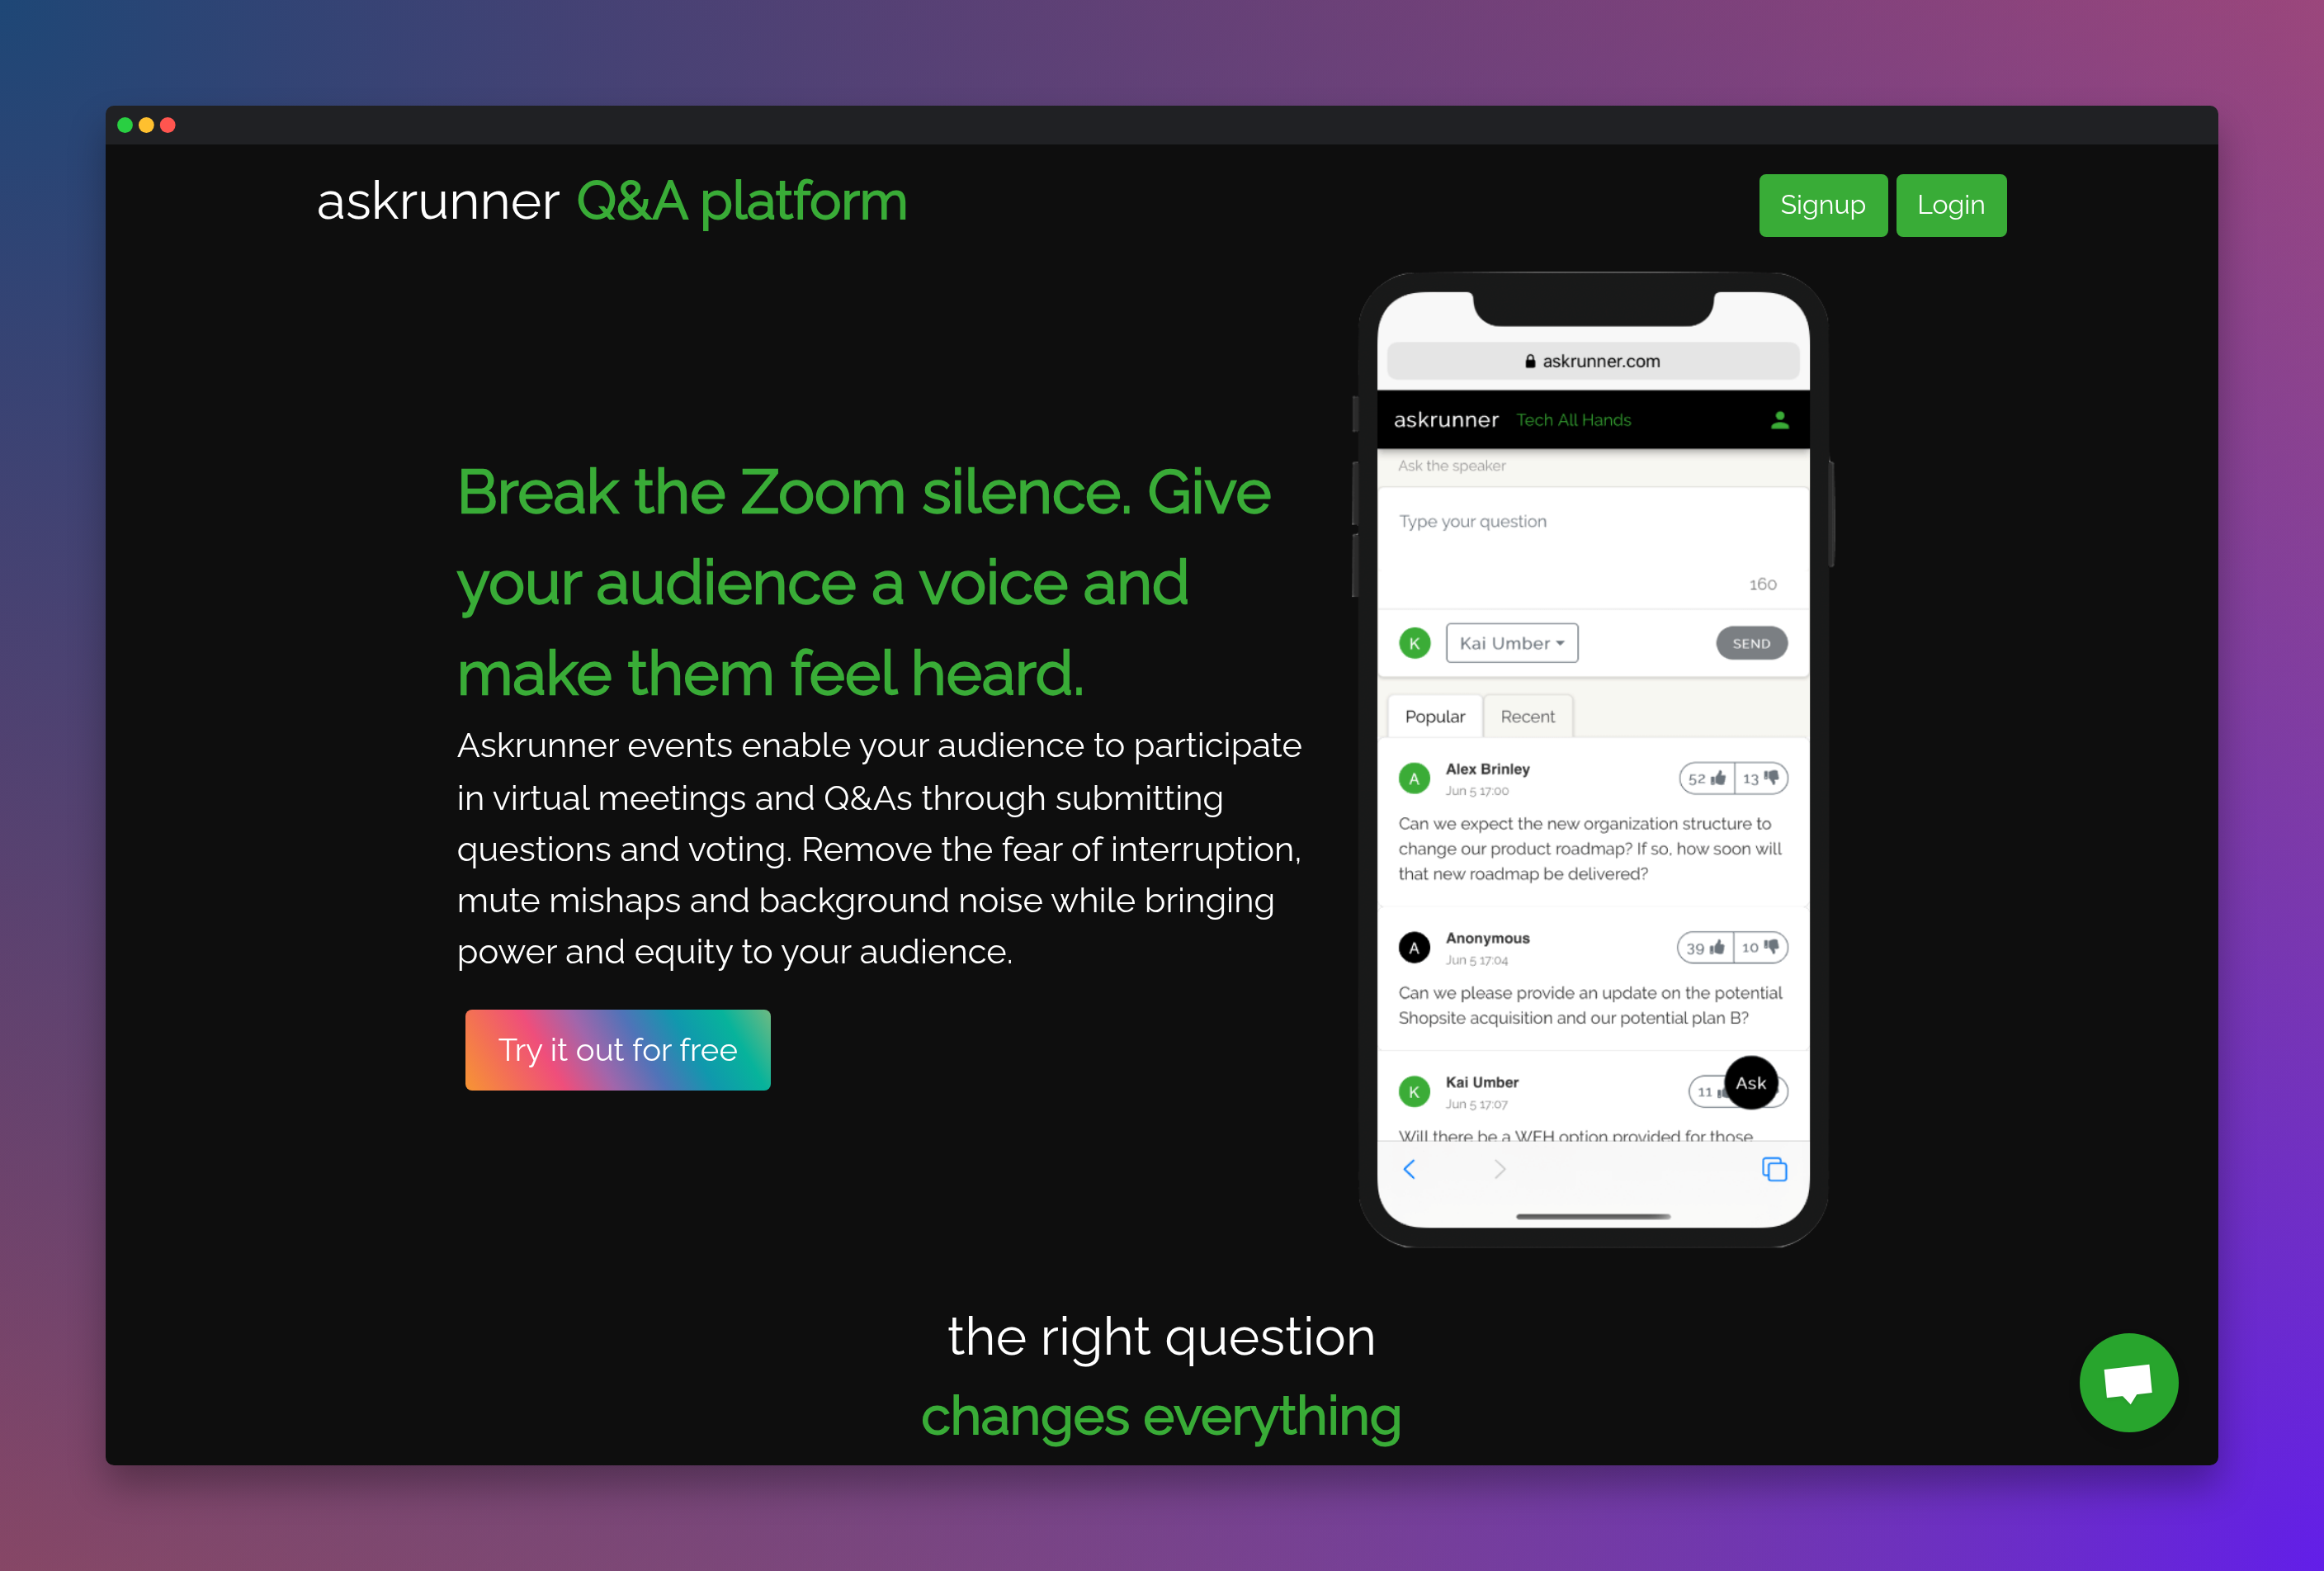 askrunner Q&A platform
Signup
Login
Break the Zoom silence. Give
your audience a voice and
make them feel heard.
Askrunner events enable your audience to participate
in virtual meetings and Q&As through submitting
questions and voting. Remove the fear of interruption,
mute mishaps and background noise while bringing
power and equity to your audience.
Try it out for free
askrunner.com
askrunner Tech All Hands
Ask the speaker
Type your question
160
K Kai Umber SEND
Popular Recent
A Alex Brinley 52 13
Jun 5 17:00
Can we expect the new organization structure to
change our product roadmap? If so, how soon will
that new roadmap be delivered?
A Anonymous 39 10
Jun 5 17:04
Can we please provide an update on the potential
Shopsite acquisition and our potential plan B?
K Kai Umber 11 Ask
Jun 5 17:07
Will there be a WFH option provided for those
the right question
changes everything